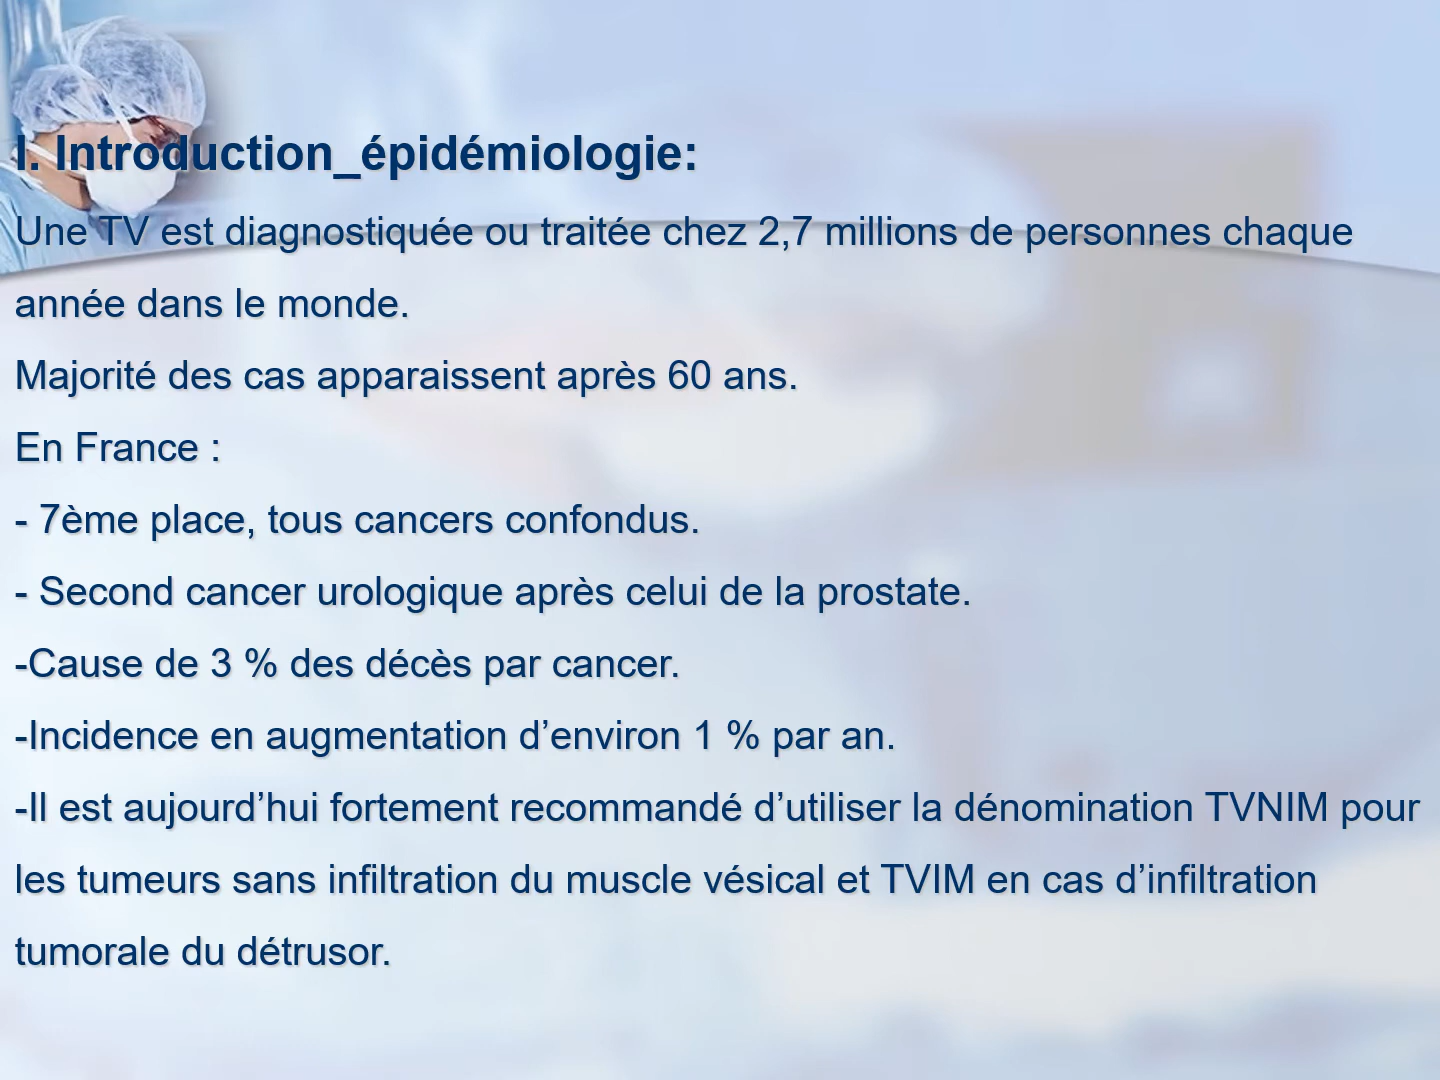 I. Introduction_épidémiologie:
Une TV est diagnostiquée ou traitée chez 2,7 millions de personnes chaque
année dans le monde.
Majorité des cas apparaissent après 60 ans.
En France :
- 7ème place, tous cancers confondus.
- Second cancer urologique après celui de la prostate.
-Cause de 3 % des décès par cancer.
-Incidence en augmentation d’environ 1 % par an.
-Il est aujourd’hui fortement recommandé d’utiliser la dénomination TVNIM pour
les tumeurs sans infiltration du muscle vésical et TVIM en cas d’infiltration
tumorale du détrusor.